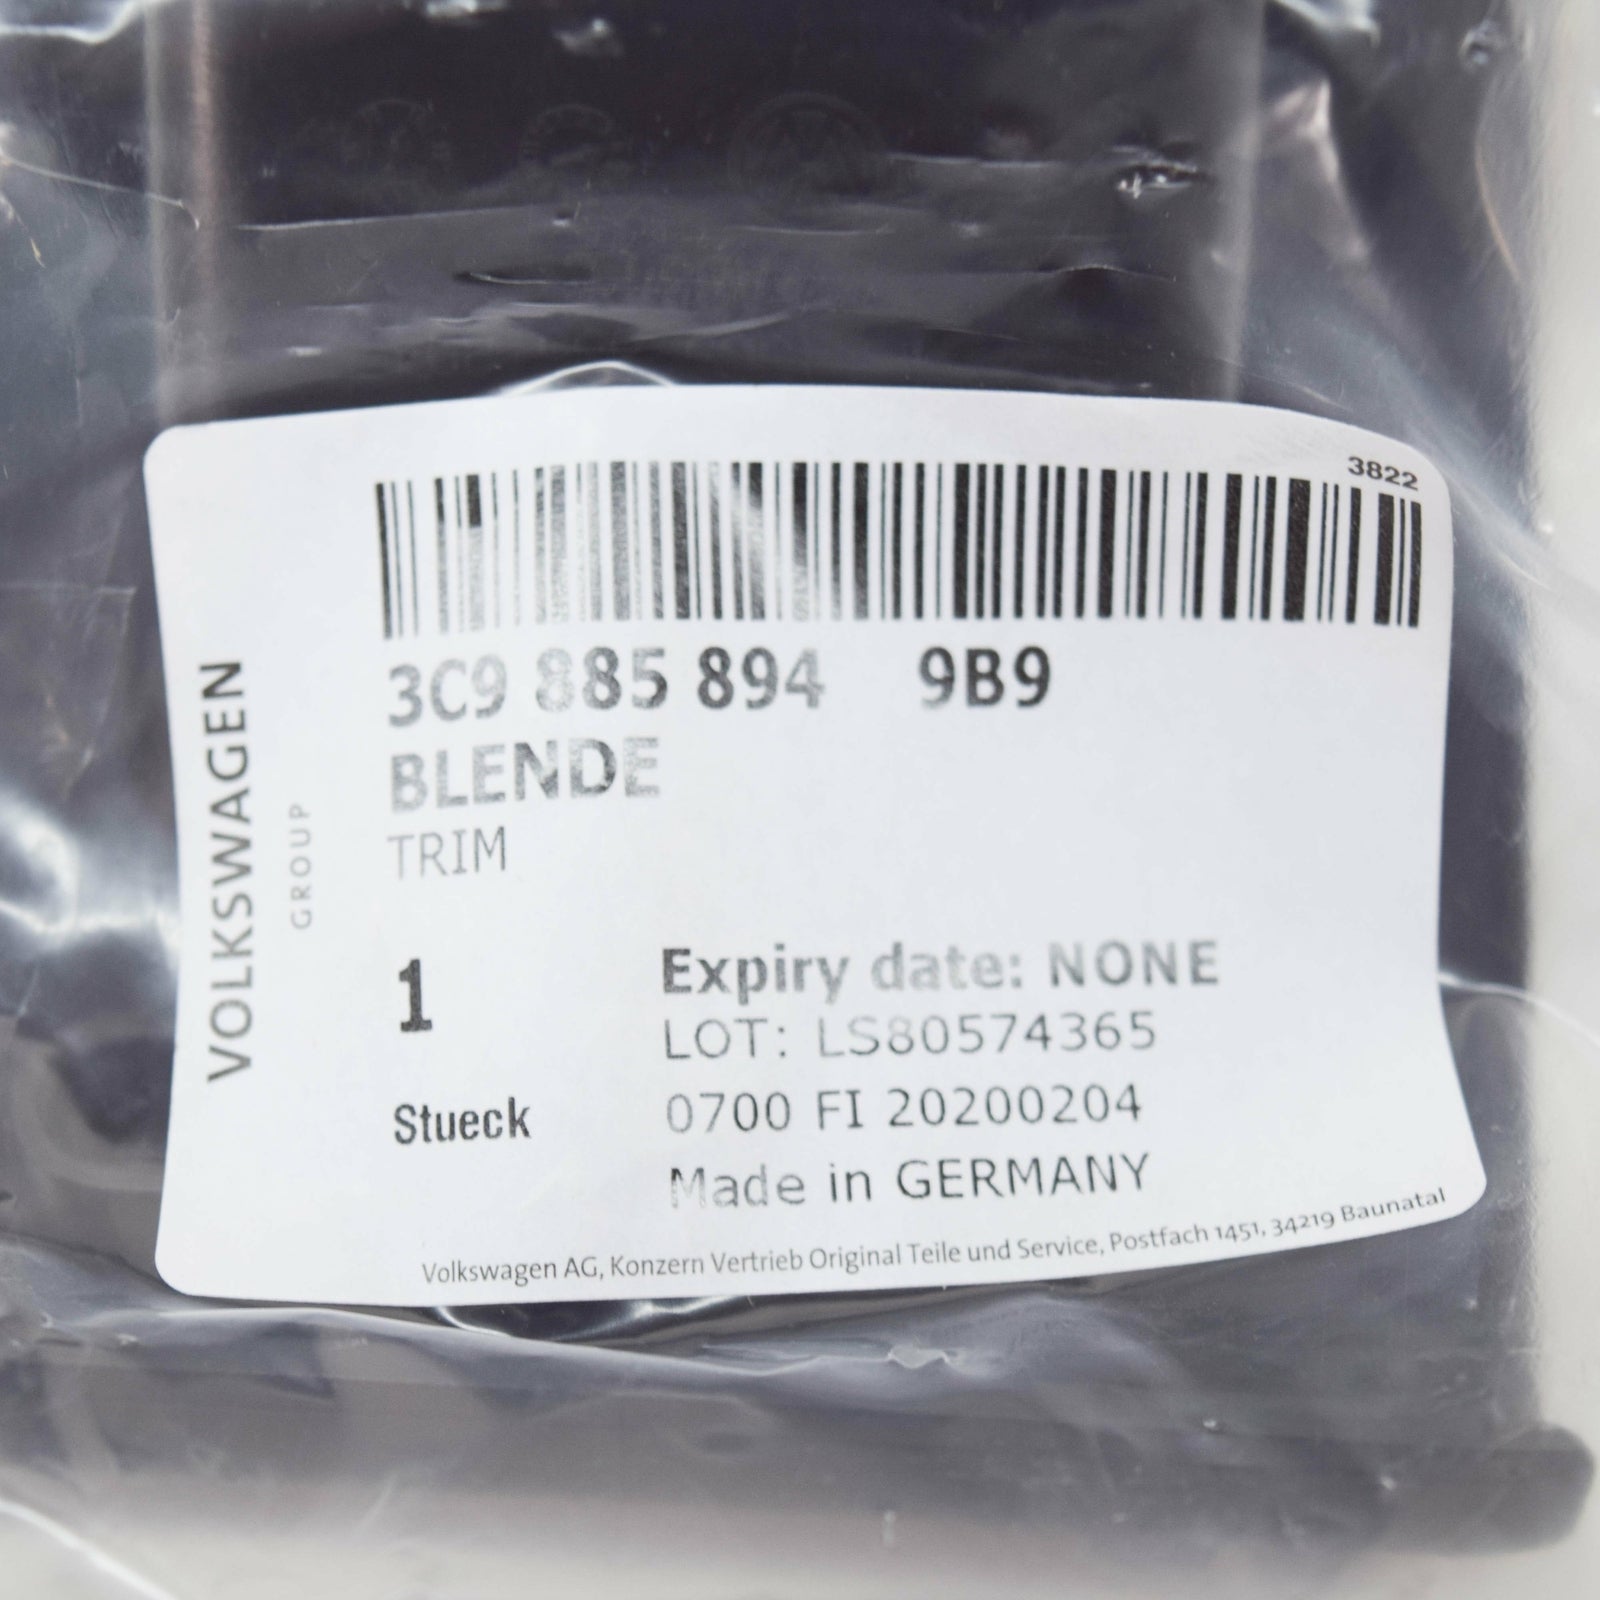 3822
3C9 885 894 9B9
BLENDE
TRIM
VOLKSWAGEN
GROUP
1
Stueck
Expiry date: NONE
LOT: LS80574365
0700 FI 20200204
Made in GERMANY
Volkswagen AG, Konzern Vertrieb Original Teile und Service, Postfach 1451, 34219 Baunatal